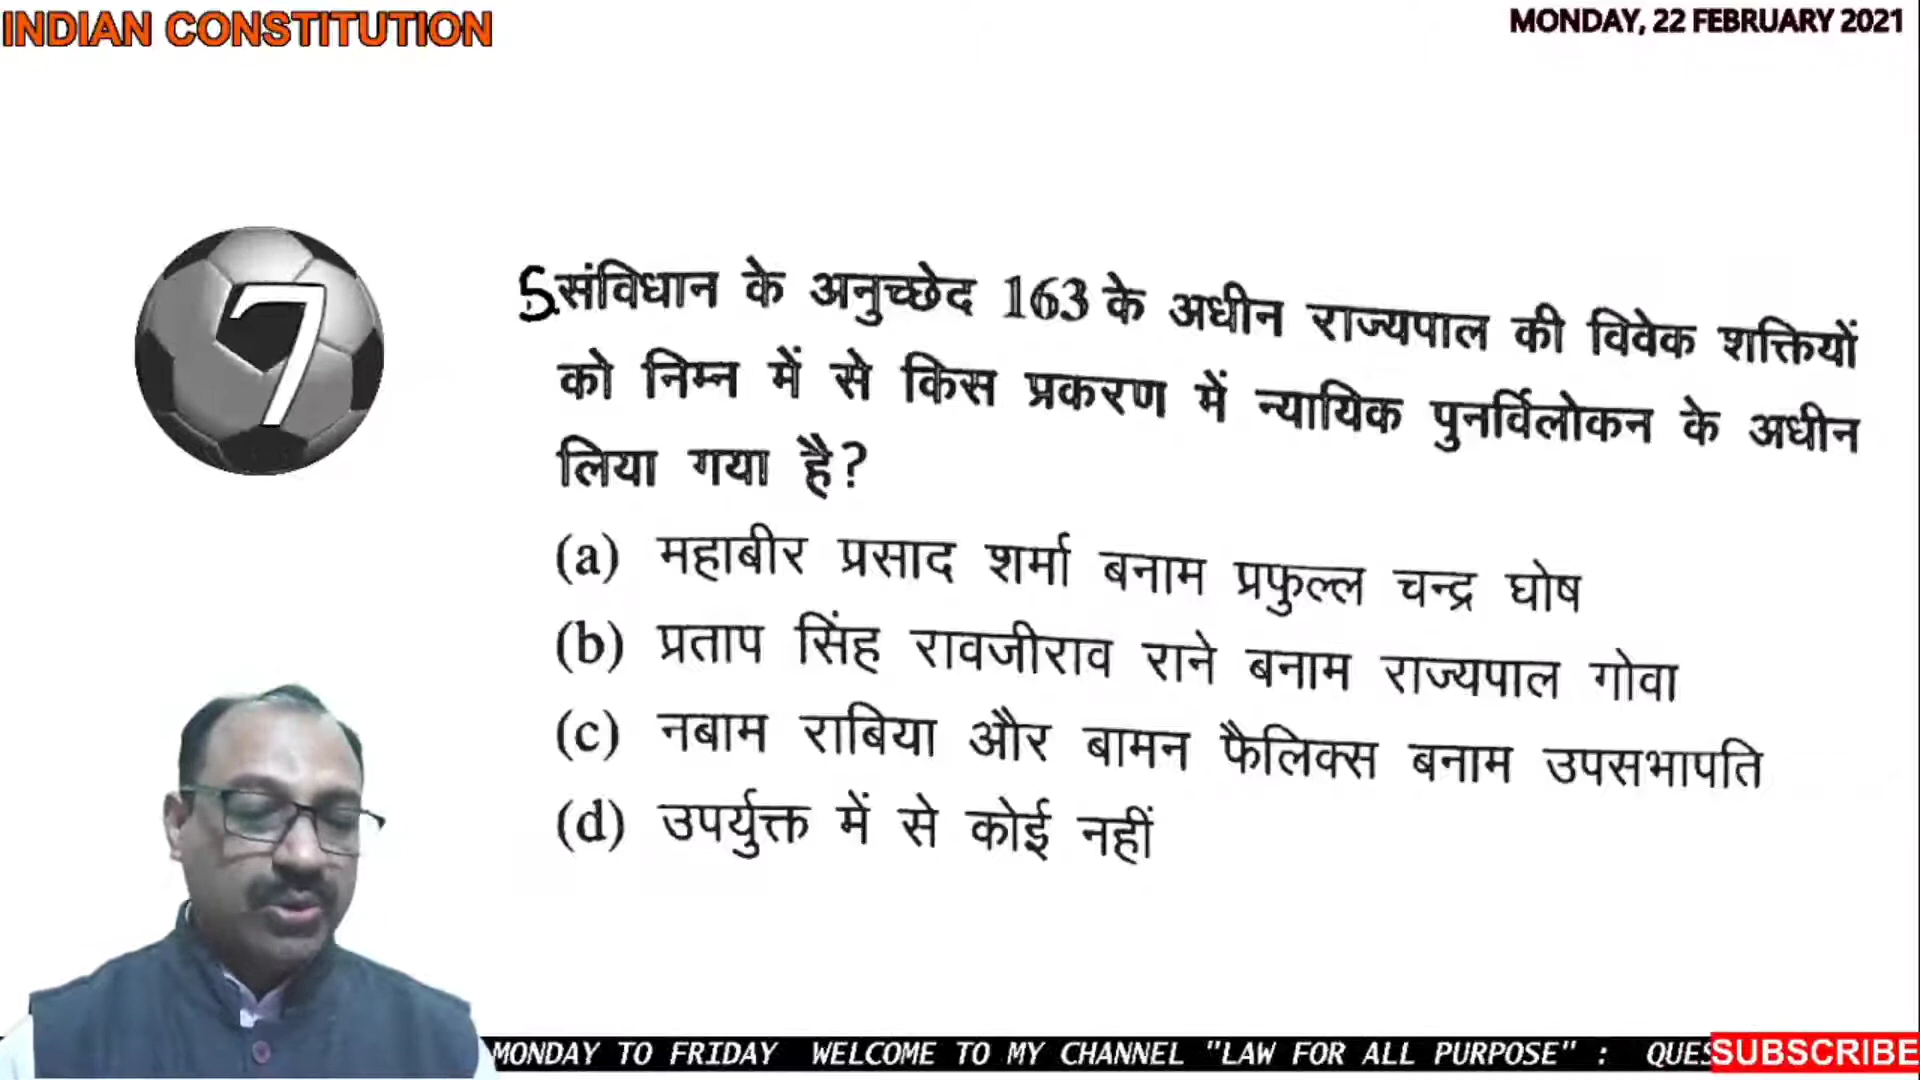 INDIAN CONSTITUTION
MONDAY, 22 FEBRUARY 2021
7
5.संविधान के अनुच्छेद 163 के अधीन राज्यपाल की विवेक शक्तियों
को निम्न में से किस प्रकरण में न्यायिक पुनर्विलोकन के अधीन
लिया गया है?
(a) महाबीर प्रसाद शर्मा बनाम प्रफुल्ल चन्द्र घोष
(b) प्रताप सिंह रावजीराव राने बनाम राज्यपाल गोवा
(c) नबाम राबिया और बामन फैलिक्स बनाम उपसभापति
(d) उपर्युक्त में से कोई नहीं
MONDAY TO FRIDAY WELCOME TO MY CHANNEL "LAW FOR ALL PURPOSE" : QUES
SUBSCRIBE